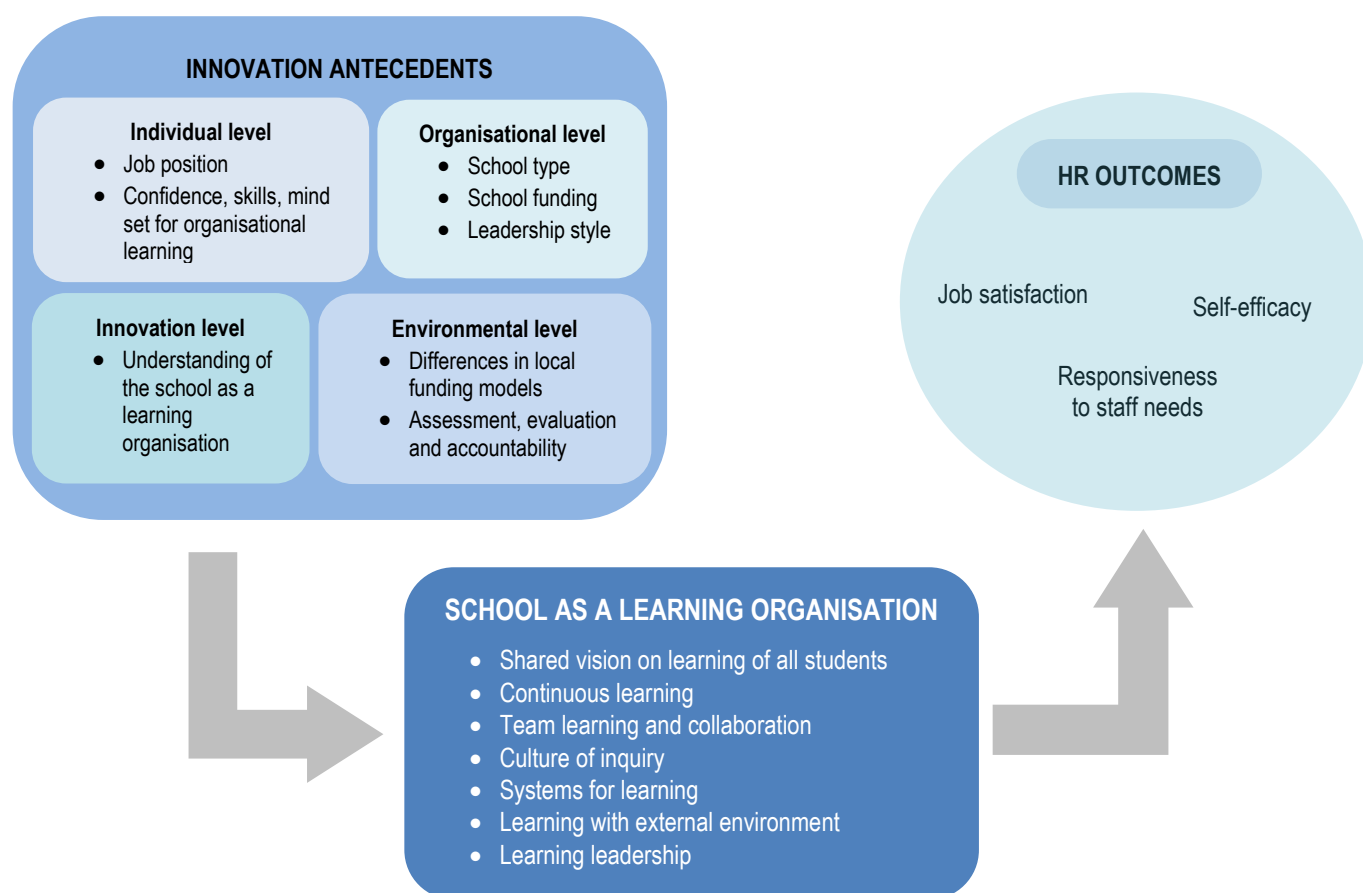 INNOVATION ANTECEDENTS
Individual level
• Job position
• Confidence, skills, mind
set for organisational
learning
Organisational level
• School type
• School funding
• Leadership style
Innovation level
• Understanding of
the school as a
learning
organisation
Environmental level
• Differences in local
funding models
• Assessment, evaluation
and accountability
HR OUTCOMES
Job satisfaction
Self-efficacy
Responsiveness
to staff needs
SCHOOL AS A LEARNING ORGANISATION
• Shared vision on learning of all students
• Continuous learning
• Team learning and collaboration
• Culture of inquiry
• Systems for learning
• Learning with external environment
• Learning leadership